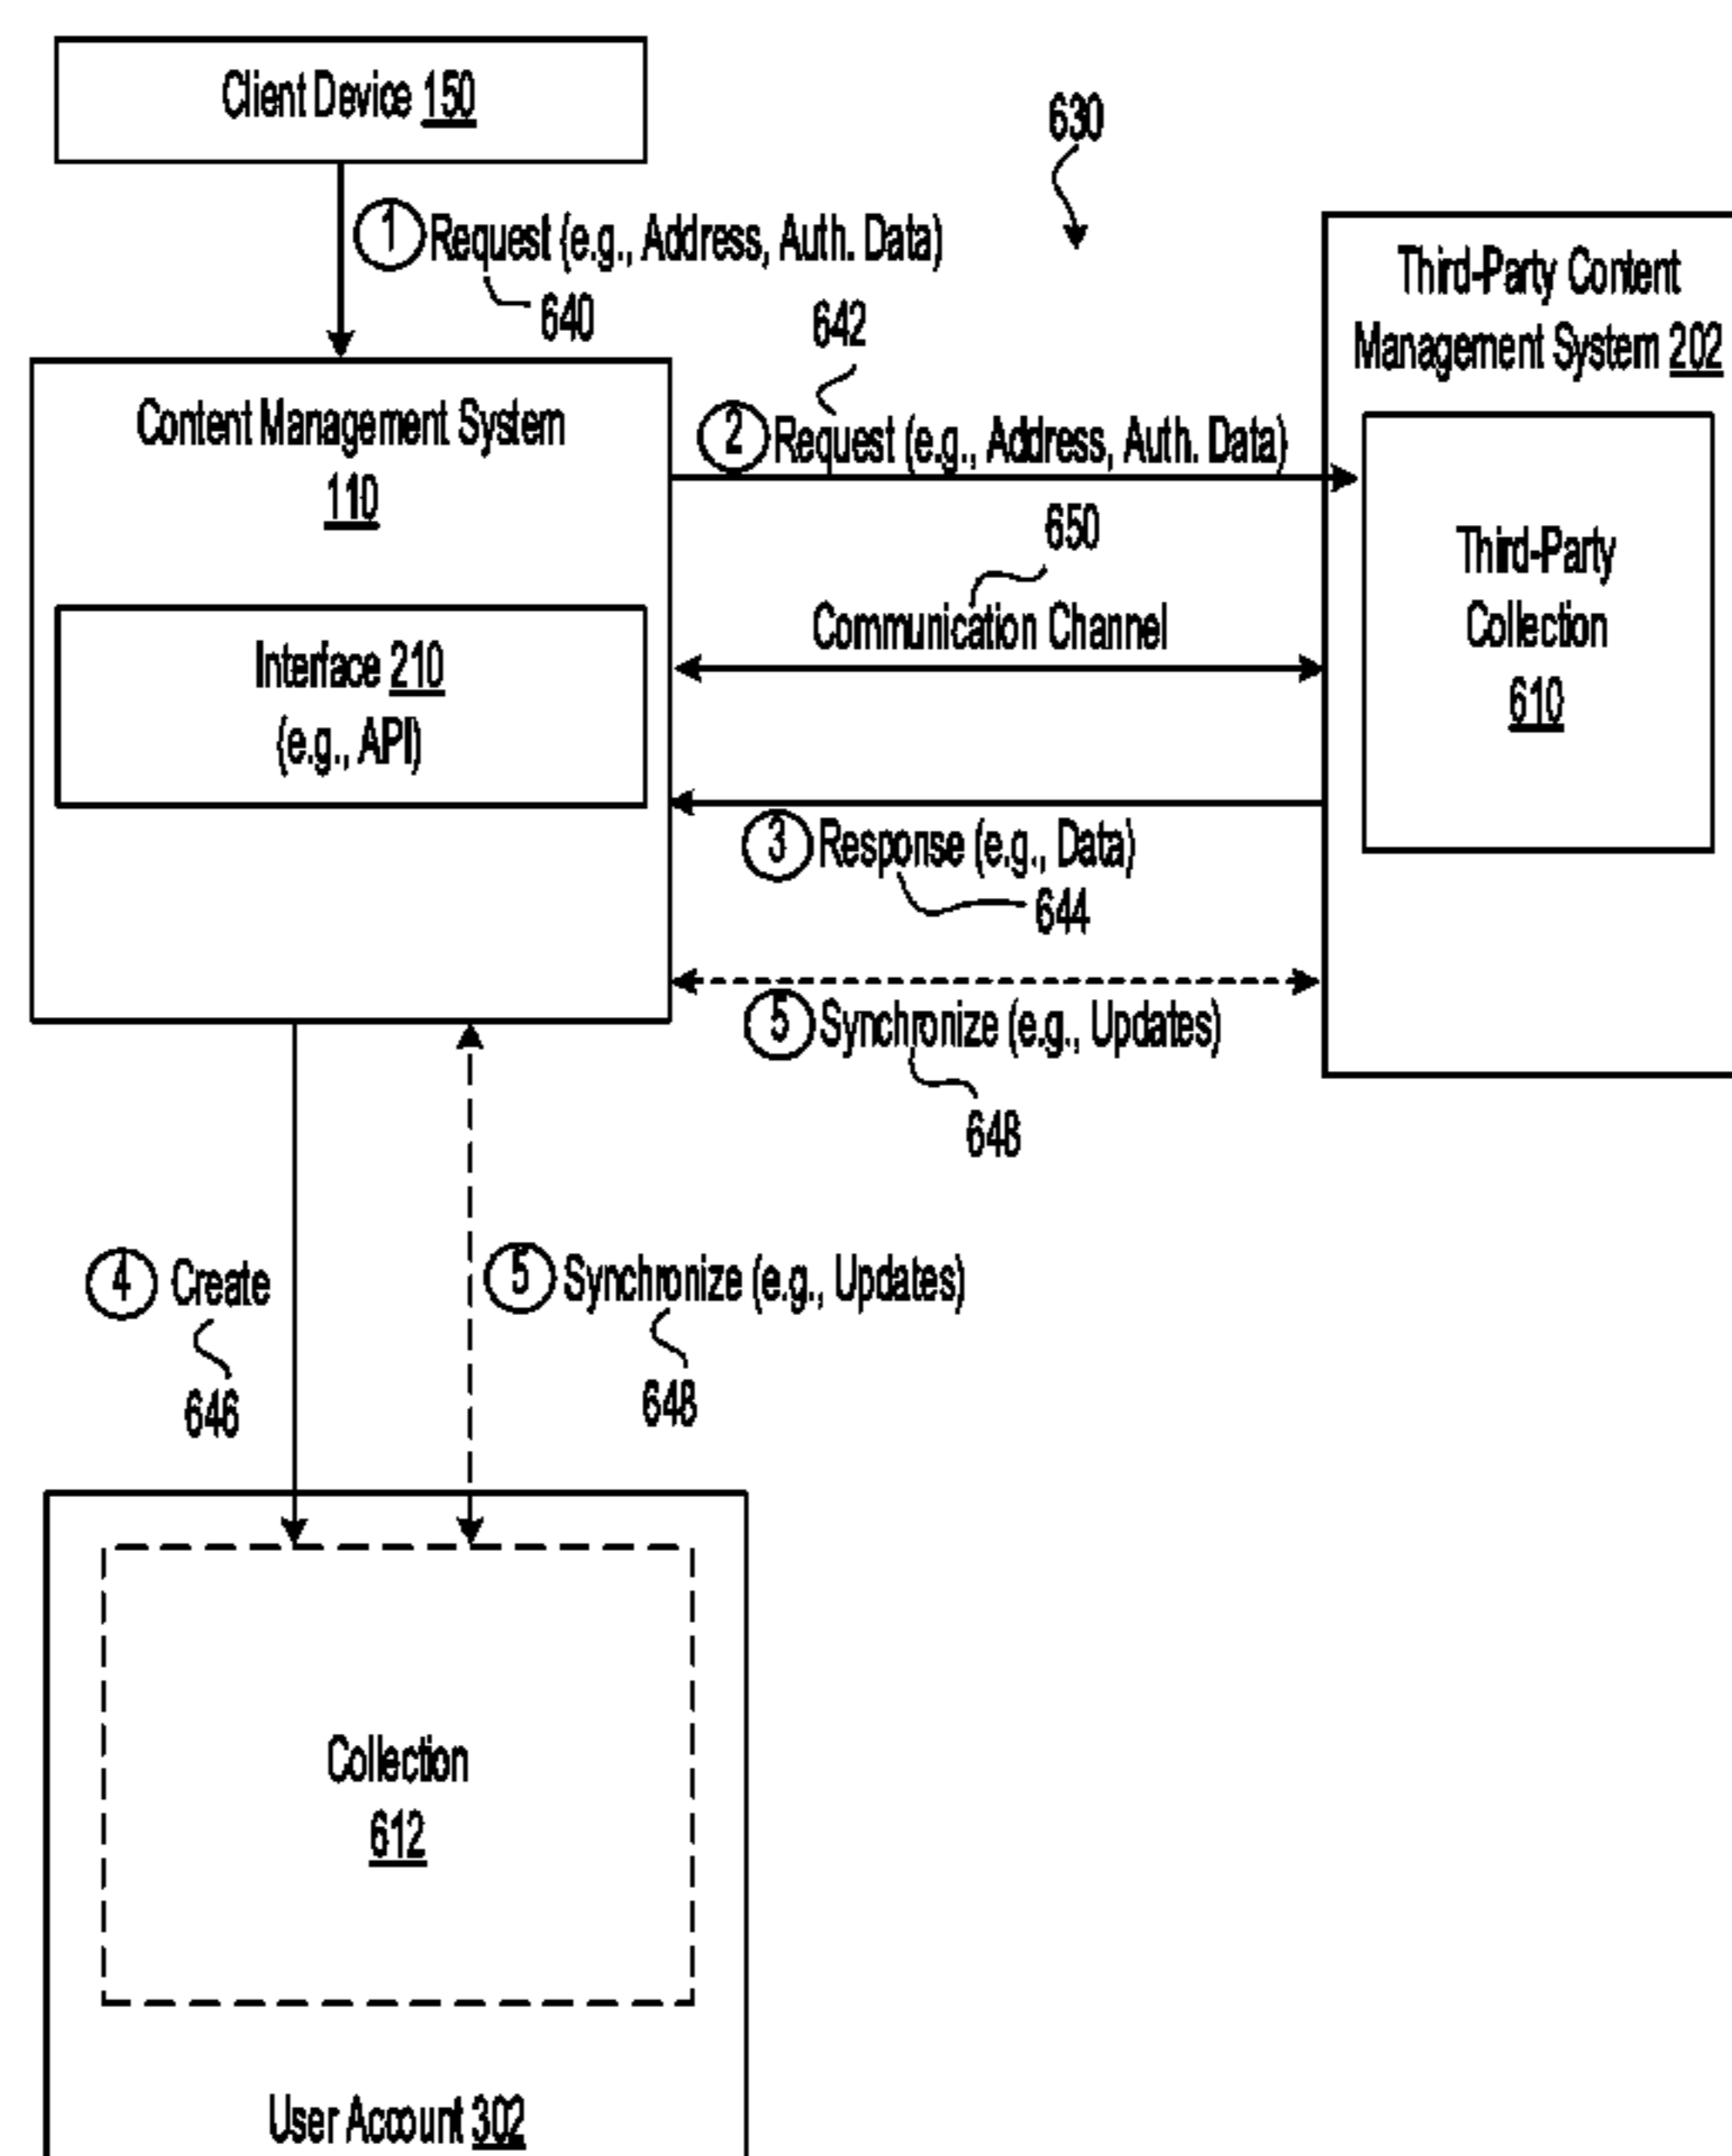 Client Device 150
630
1 Request (e.g., Address, Auth. Data)
640
642
Third-Party Content
Management System 202
Content Management System
110
2 Request (e.g., Address, Auth. Data)
650
Communication Channel
Third-Party
Collection
610
Interface 210
(e.g., API)
3 Response (e.g., Data)
644
5 Synchronize (e.g., Updates)
648
4 Create
646
5 Synchronize (e.g., Updates)
648
Collection
612
User Account 302